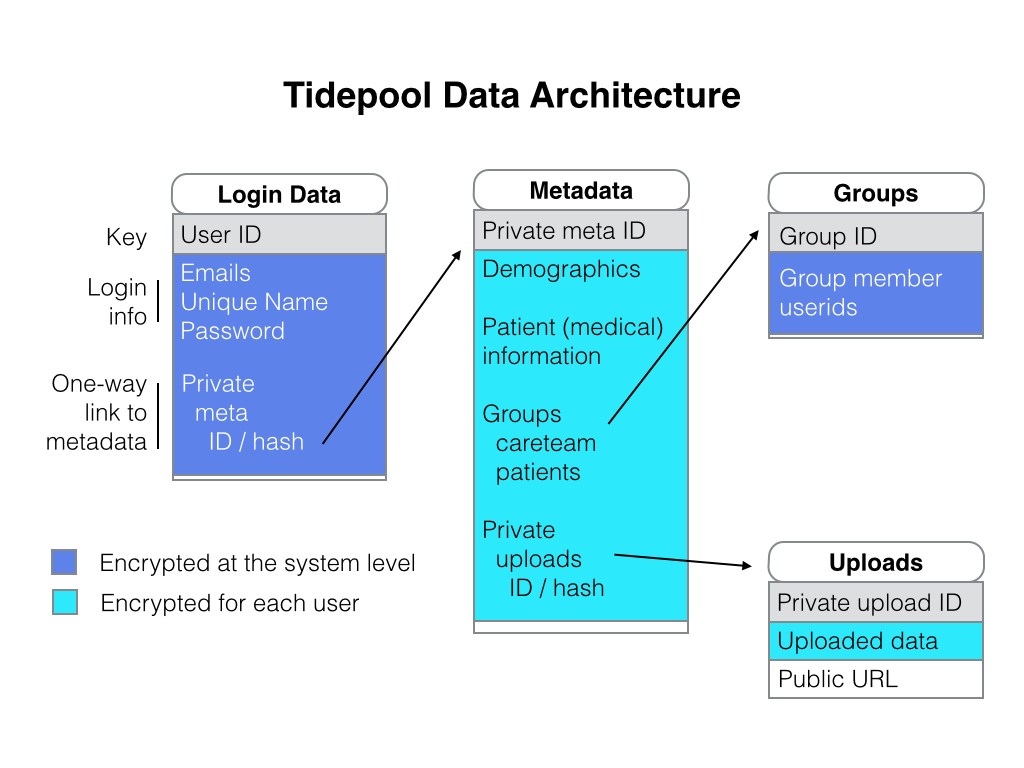 Tidepool Data Architecture
Login Data
Key
User ID
Login
info
Emails
Unique Name
Password
One-way
link to
metadata
Private
meta
ID / hash
Metadata
Private meta ID
Demographics
Patient (medical)
information
Groups
careteam
patients
Private
uploads
ID / hash
Groups
Group ID
Group member
userids
Uploads
Private upload ID
Uploaded data
Public URL
Encrypted at the system level
Encrypted for each user